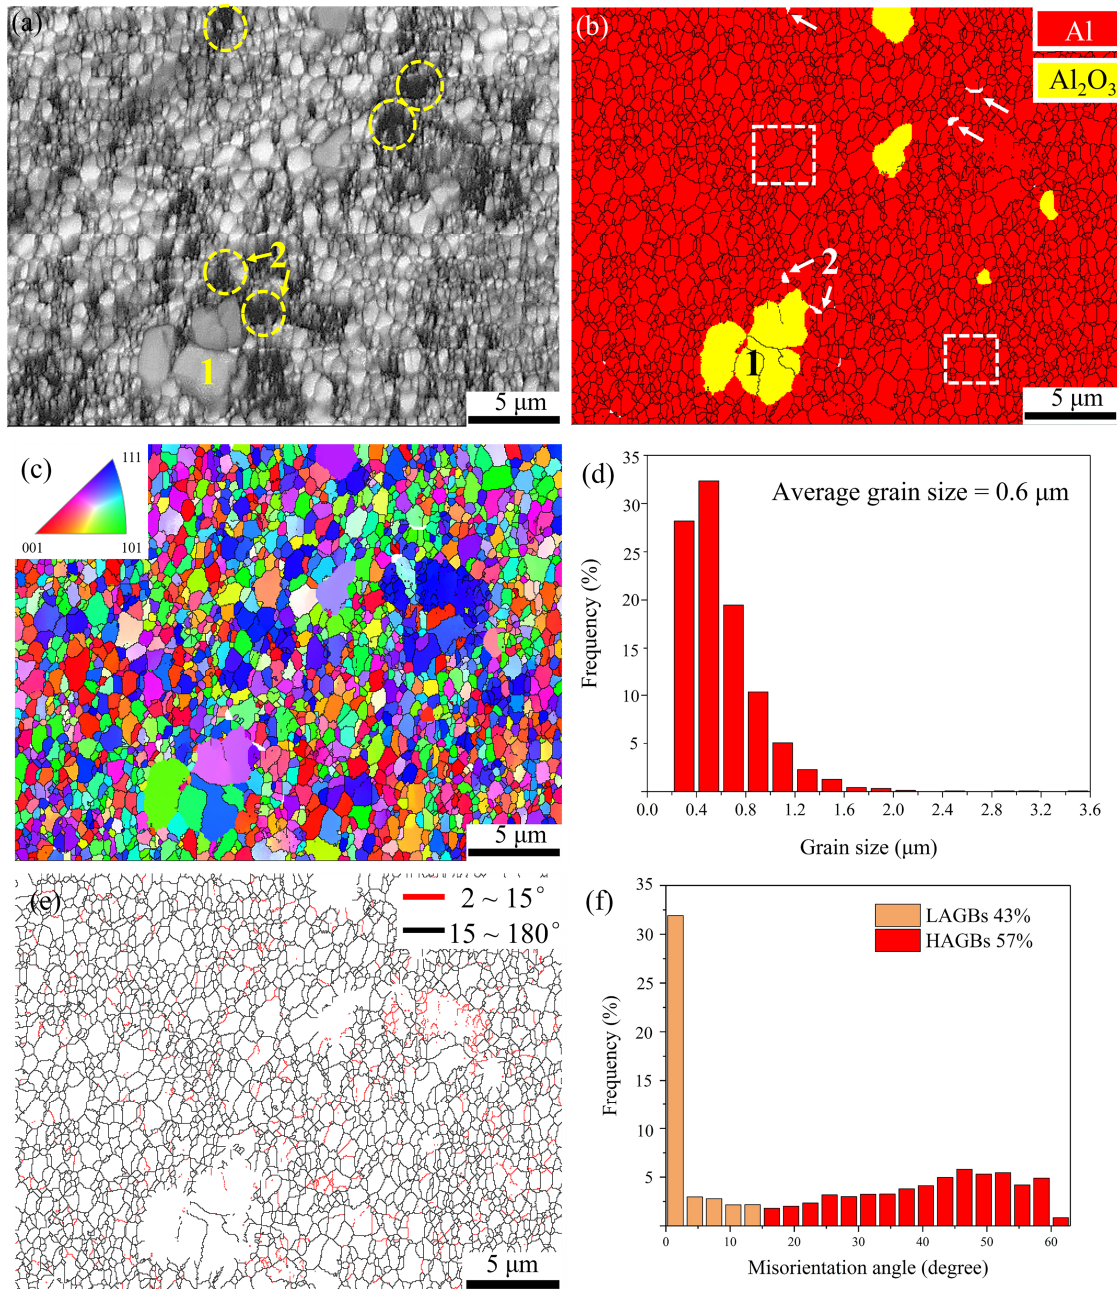 (a)
2
1
5 μm
(b)
Al
Al₂O₃
2
1
5 μm
(c)
111
001
101
5 μm
(d)
Average grain size = 0.6 μm
35
30
25
20
15
10
5
0.0
0.4
0.8
1.2
1.6
2.0
2.4
2.8
3.2
3.6
Frequency (%)
Grain size (μm)
(e)
2 ~ 15°
15 ~ 180°
5 μm
(f)
LAGBs 43%
HAGBs 57%
35
30
25
20
15
10
5
0
10
20
30
40
50
60
Frequency (%)
Misorientation angle (degree)